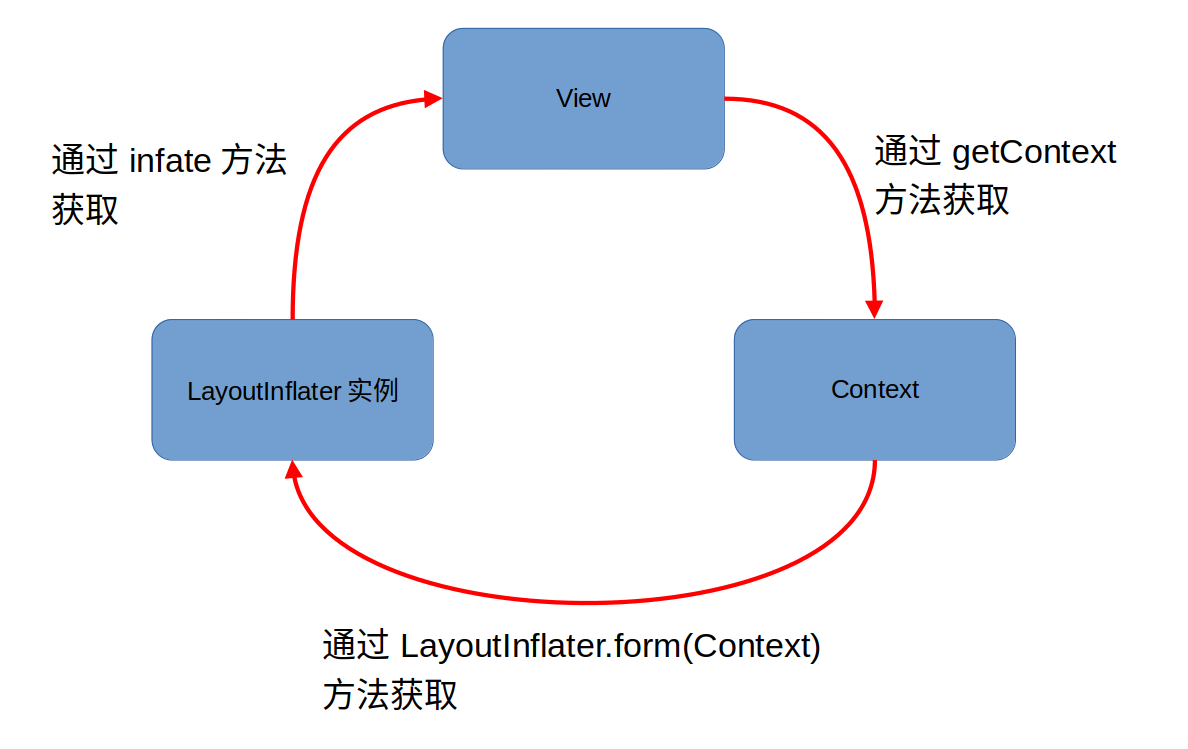 View
通过 infate 方法
获取
通过 getContext
方法获取
LayoutInflater 实例
Context
通过 LayoutInflater.form(Context)
方法获取